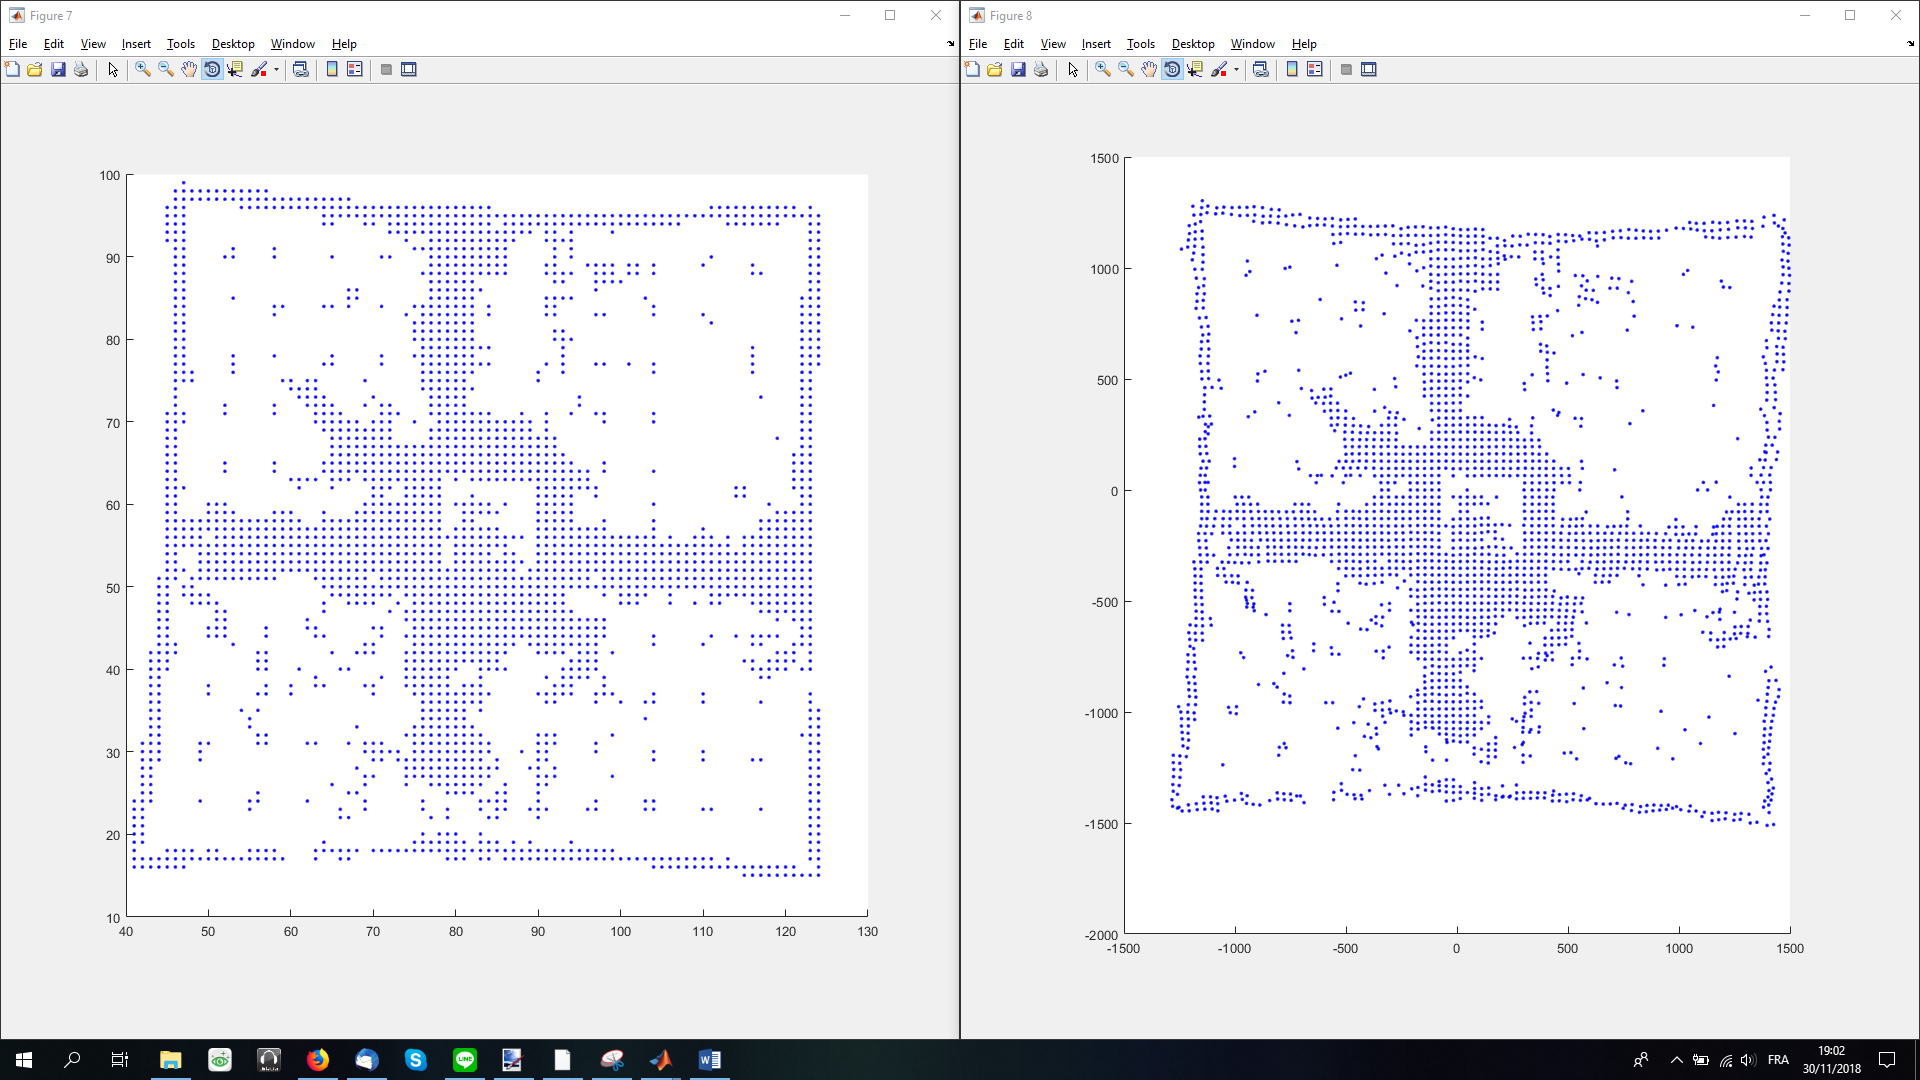 Figure 7
File Edit View Insert Tools Desktop Window Help
100
90
80
70
60
50
40
30
20
10
40 50 60 70 80 90 100 110 120 130
Figure 8
File Edit View Insert Tools Desktop Window Help
1500
1000
500
0
-500
-1000
-1500
-2000
-1500 -1000 -500 0 500 1000 1500
LINE
FRA
19:02
30/11/2018